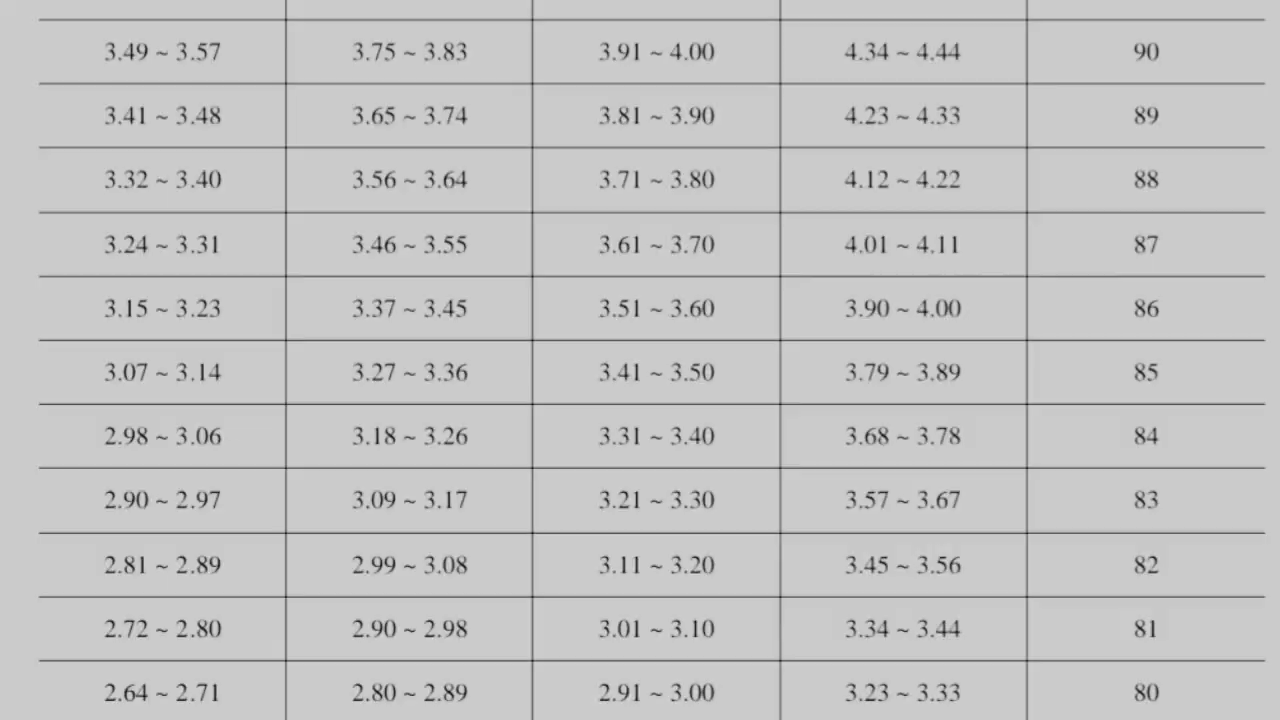 3.49 ~ 3.57 3.75 ~ 3.83 3.91 ~ 4.00 4.34 ~ 4.44 90
3.41 ~ 3.48 3.65 ~ 3.74 3.81 ~ 3.90 4.23 ~ 4.33 89
3.32 ~ 3.40 3.56 ~ 3.64 3.71 ~ 3.80 4.12 ~ 4.22 88
3.24 ~ 3.31 3.46 ~ 3.55 3.61 ~ 3.70 4.01 ~ 4.11 87
3.15 ~ 3.23 3.37 ~ 3.45 3.51 ~ 3.60 3.90 ~ 4.00 86
3.07 ~ 3.14 3.27 ~ 3.36 3.41 ~ 3.50 3.79 ~ 3.89 85
2.98 ~ 3.06 3.18 ~ 3.26 3.31 ~ 3.40 3.68 ~ 3.78 84
2.90 ~ 2.97 3.09 ~ 3.17 3.21 ~ 3.30 3.57 ~ 3.67 83
2.81 ~ 2.89 2.99 ~ 3.08 3.11 ~ 3.20 3.45 ~ 3.56 82
2.72 ~ 2.80 2.90 ~ 2.98 3.01 ~ 3.10 3.34 ~ 3.44 81
2.64 ~ 2.71 2.80 ~ 2.89 2.91 ~ 3.00 3.23 ~ 3.33 80